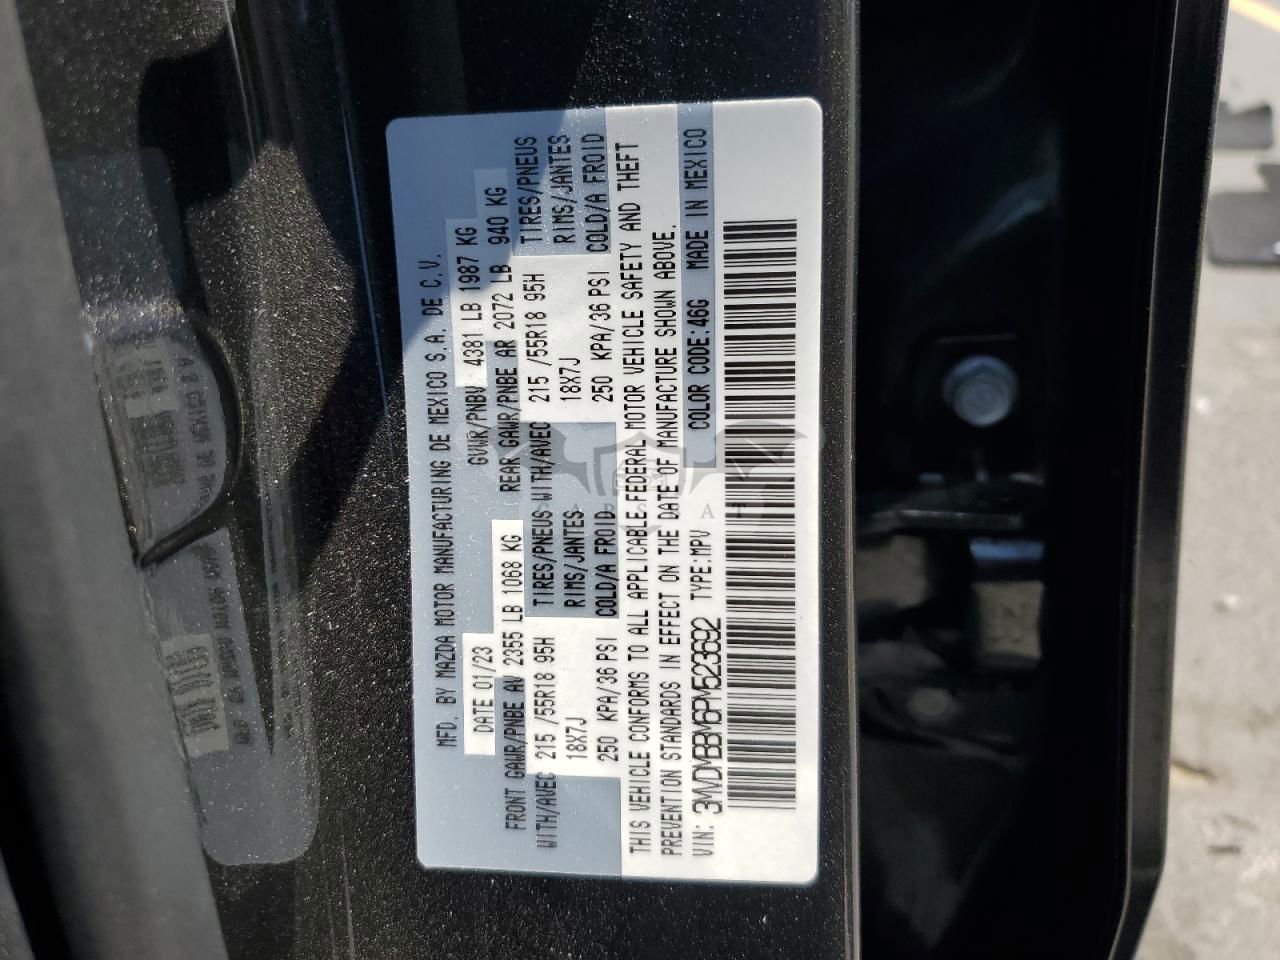 MFD. BY MAZDA MOTOR MANUFACTURING DE MEXICO S.A. DE C.V.
DATE 01/23 GVWR/PNBV 4381 LB 1987 KG
FRONT GAWR/PNBE AV 2355 LB 1068 KG REAR GAWR/PNBE AR 2072 LB 940 KG
WITH/AVEC 215 /55R18 95H TIRES/PNEUS WITH/AVEC 215 /55R18 95H TIRES/PNEUS
18X7J RIMS/JANTES 18X7J RIMS/JANTES
250 KPA/36 PSI COLD/A FROID 250 KPA/36 PSI COLD/A FROID
THIS VEHICLE CONFORMS TO ALL APPLICABLE FEDERAL MOTOR VEHICLE SAFETY AND THEFT
PREVENTION STANDARDS IN EFFECT ON THE DATE OF MANUFACTURE SHOWN ABOVE.
VIN: 3MVDMBBM6PM523692 TYPE:MPV COLOR CODE:46G MADE IN MEXICO